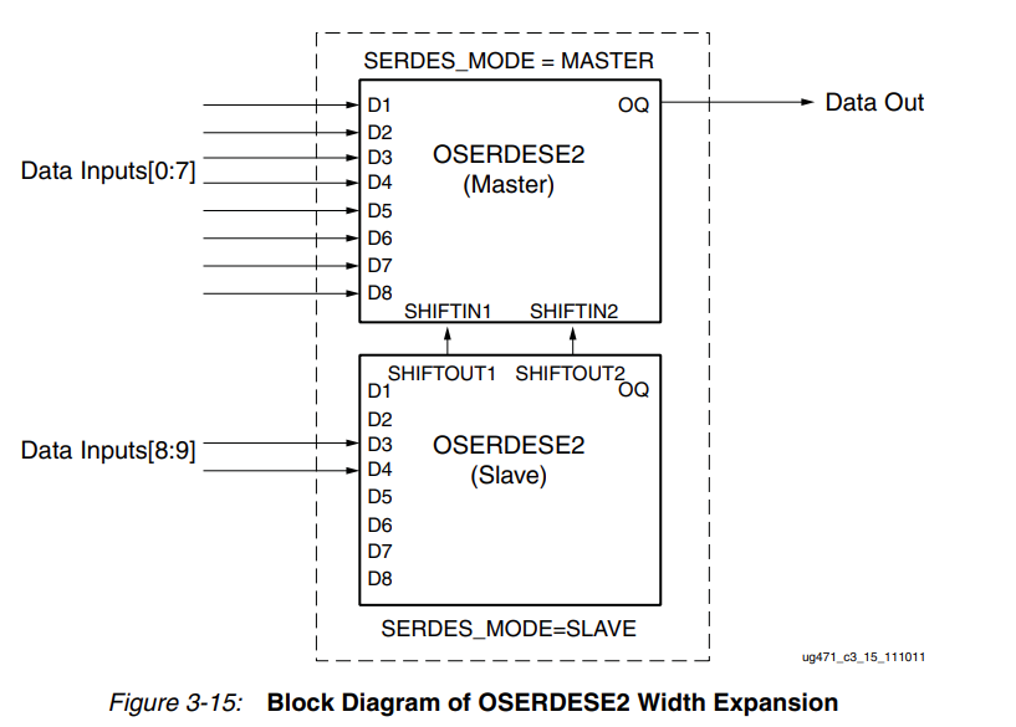 SERDES_MODE = MASTER
D1
OQ
Data Out
D2
Data Inputs[0:7]
D3
OSERDESE2
D4
(Master)
D5
D6
D7
D8
SHIFTIN1 SHIFTIN2
SHIFTOUT1 SHIFTOUT2
D1
OQ
D2
Data Inputs[8:9]
D3
OSERDESE2
D4
(Slave)
D5
D6
D7
D8
SERDES_MODE=SLAVE
ug471_c3_15_111011
Figure 3-15: Block Diagram of OSERDESE2 Width Expansion